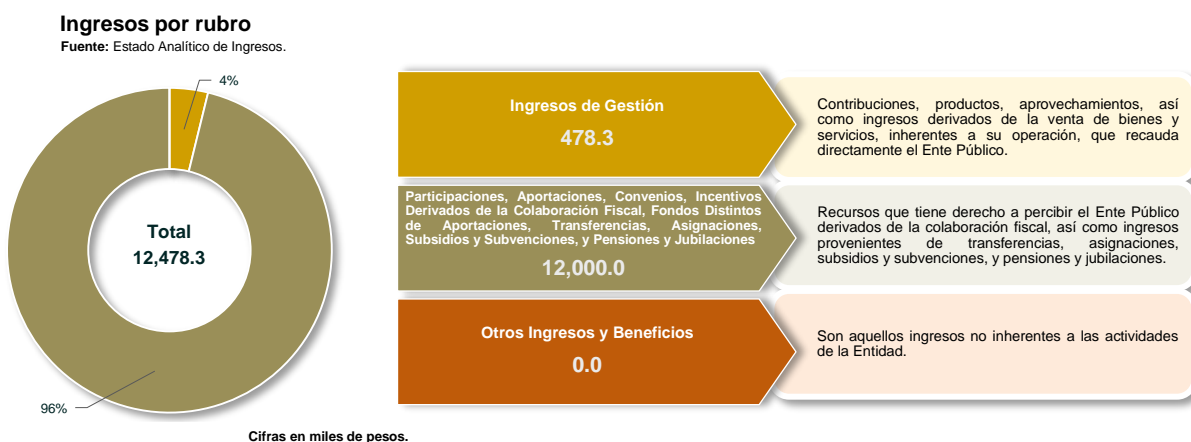 Ingresos por rubro
Fuente: Estado Analítico de Ingresos.
4%
Total
12,478.3
96%
Ingresos de Gestión
478.3
Contribuciones, productos, aprovechamientos, así
como ingresos derivados de la venta de bienes y
servicios, inherentes a su operación, que recauda
directamente el Ente Público.
Participaciones, Aportaciones, Convenios, Incentivos
Derivados de la Colaboración Fiscal, Fondos Distintos
de Aportaciones, Transferencias, Asignaciones,
Subsidios y Subvenciones, y Pensiones y Jubilaciones
12,000.0
Recursos que tiene derecho a percibir el Ente Público
derivados de la colaboración fiscal, así como ingresos
provenientes de transferencias, asignaciones,
subsidios y subvenciones, y pensiones y jubilaciones.
Otros Ingresos y Beneficios
0.0
Son aquellos ingresos no inherentes a las actividades
de la Entidad.
Cifras en miles de pesos.